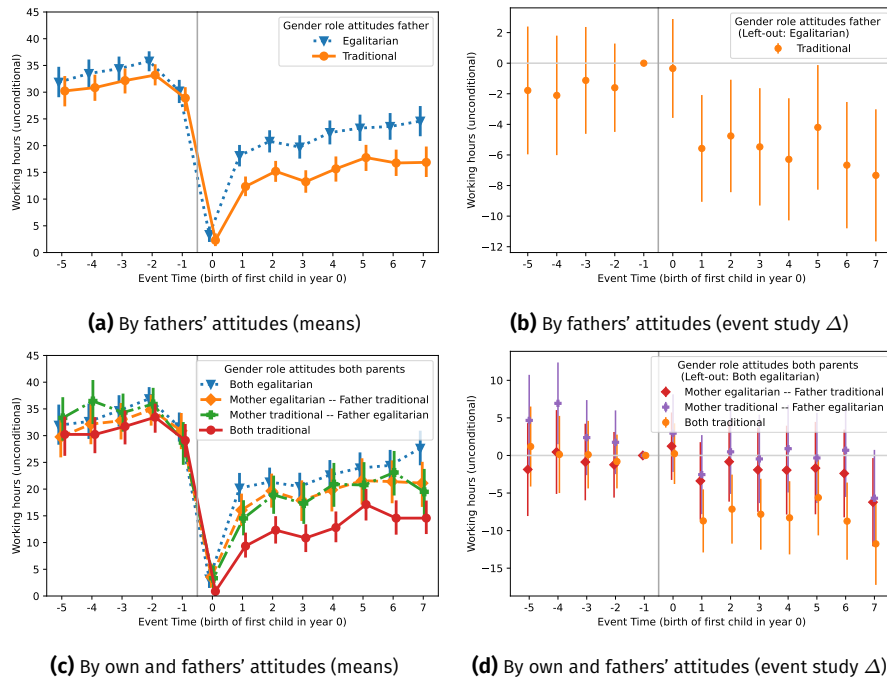 Gender role attitudes father
Egalitarian
Traditional
Working hours (unconditional)
45
40
35
30
25
20
15
10
5
0
-5 -4 -3 -2 -1 0 1 2 3 4 5 6 7
Event Time (birth of first child in year 0)
(a) By fathers' attitudes (means)
Gender role attitudes father
(Left-out: Egalitarian)
Traditional
Working hours (unconditional)
2
0
−2
−4
−6
−8
−10
−12
-5 -4 -3 -2 -1 0 1 2 3 4 5 6 7
Event Time (birth of first child in year 0)
(b) By fathers' attitudes (event study Δ)
Gender role attitudes both parents
Both egalitarian
Mother egalitarian -- Father traditional
Mother traditional -- Father egalitarian
Both traditional
Working hours (unconditional)
45
40
35
30
25
20
15
10
5
0
-5 -4 -3 -2 -1 0 1 2 3 4 5 6 7
Event Time (birth of first child in year 0)
(c) By own and fathers' attitudes (means)
Gender role attitudes both parents
(Left-out: Both egalitarian)
Mother egalitarian -- Father traditional
Mother traditional -- Father egalitarian
Both traditional
Working hours (unconditional)
10
5
0
−5
−10
−15
-5 -4 -3 -2 -1 0 1 2 3 4 5 6 7
Event Time (birth of first child in year 0)
(d) By own and fathers' attitudes (event study Δ)